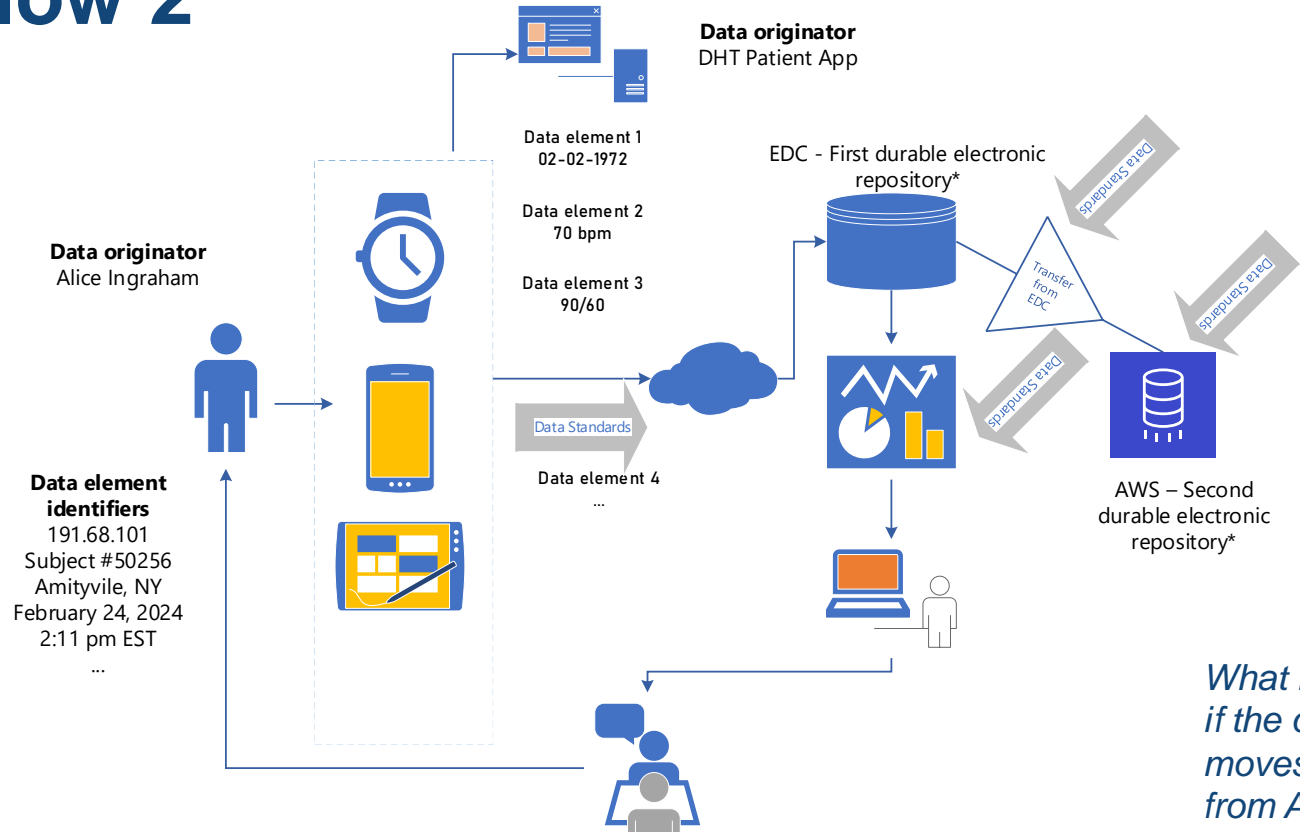 low 2
Data originator
DHT Patient App
Data element 1
02-02-1972
Data element 2
70 bpm
Data element 3
90/60
EDC - First durable electronic
repository*
Data Standards
Data originator
Alice Ingraham
Transfer
from
EDC
Data Standards
Data Standards
Data Standards
Data element 4
...
Data element
identifiers
191.68.101
Subject #50256
Amityvile, NY
February 24, 2024
2:11 pm EST
...
AWS – Second
durable electronic
repository*
What
if the
moves
from A